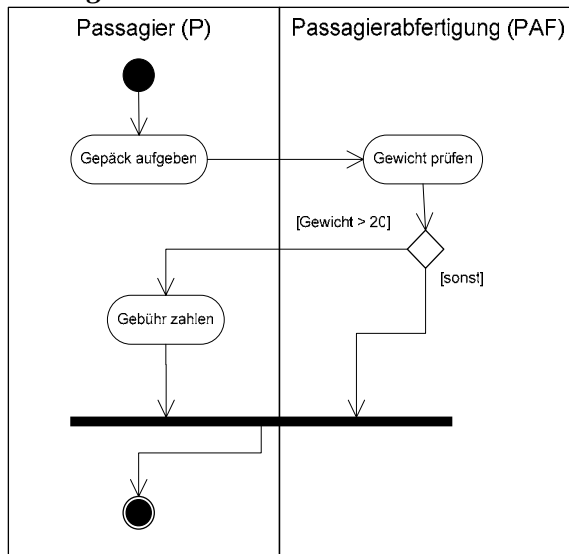 Passagier (P)
Passagierabfertigung (PAF)
Gepäck aufgeben
Gewicht prüfen
[Gewicht > 20]
[sonst]
Gebühr zahlen